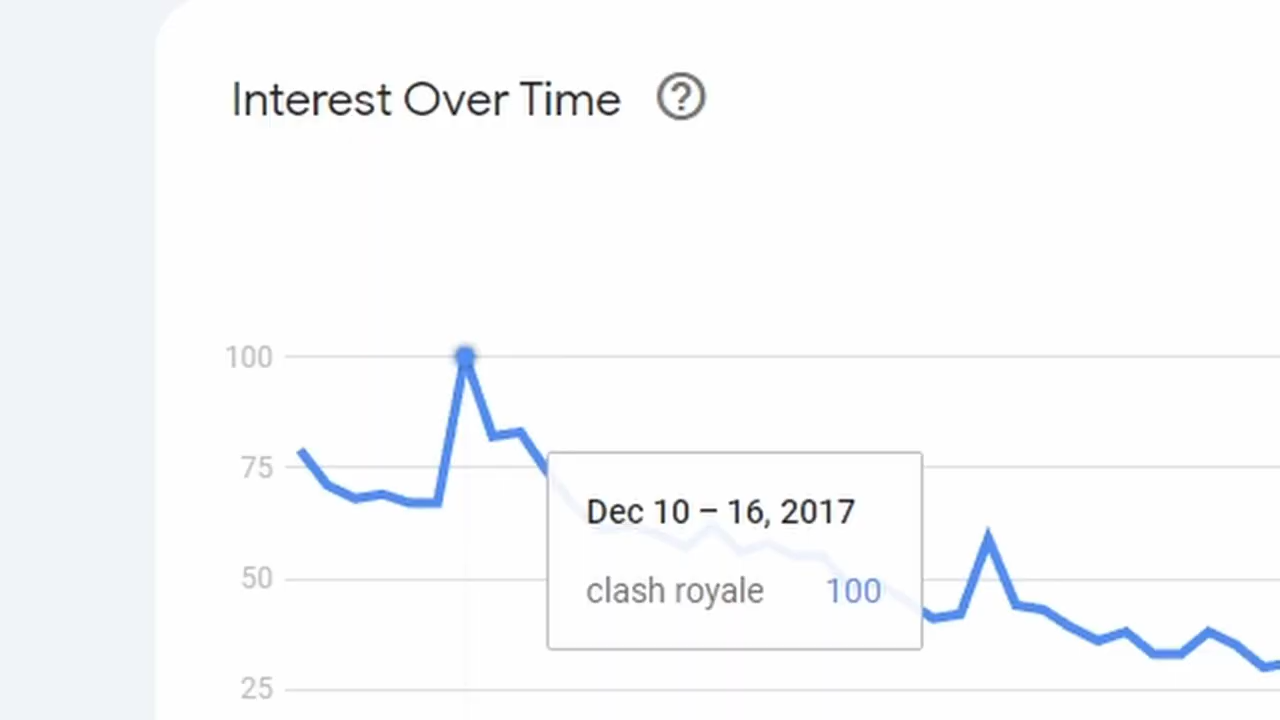 Interest Over Time ?
100
75
Dec 10 – 16, 2017
50
clash royale 100
25